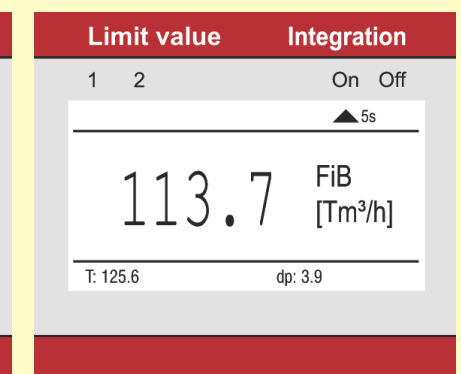 Limit value Integration
1 2 On Off
▲ 5s
113.7 FiB
[Tm³/h]
T: 125.6 dp: 3.9